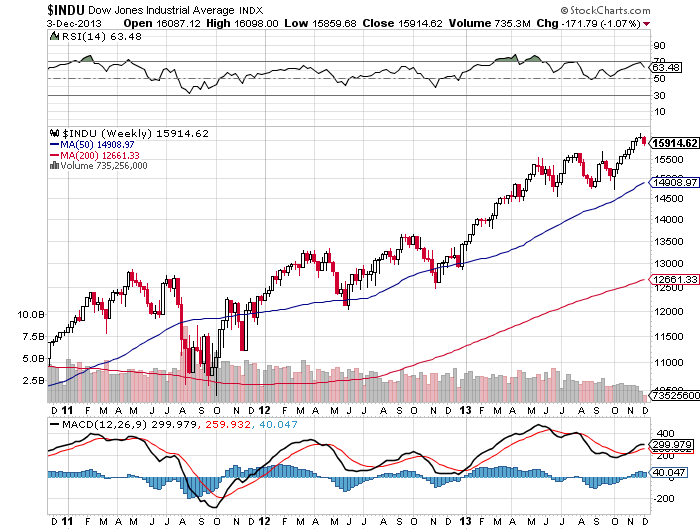 $INDU Dow Jones Industrial Average INDX
© StockCharts.com
3-Dec-2013
Open 16087.12 High 16098.00 Low 15859.68 Close 15914.62 Volume 735.3M Chg -171.79 (-1.07%)
RSI(14) 63.48
90
70
63.48
50
30
10
$INDU (Weekly) 15914.62
MA(50) 14908.97
MA(200) 12661.33
Volume 735,256,000
15914.62
15500
15000
14908.97
14500
14000
13500
13000
12661.33
12500
12000
11500
11000
10500
10.0B
7.5B
5.0B
2.5B
73525600
D 11 F M A M J J A S O N D 12 F M A M J J A S O N D 13 F M A M J J A S O N D
MACD(12,26,9) 299.979, 259.932, 40.047
400
299.979
200
40.047
0
-200
D 11 F M A M J J A S O N D 12 F M A M J J A S O N D 13 F M A M J J A S O N D